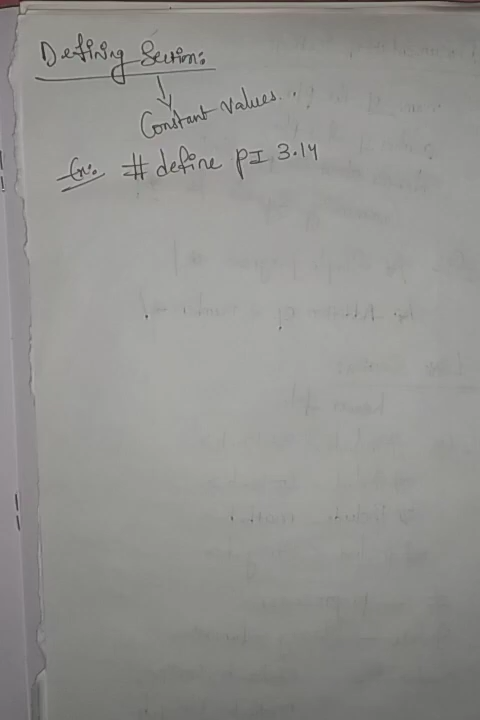 Defining Section:
Constant Values..
Ex:. # define PI 3.14